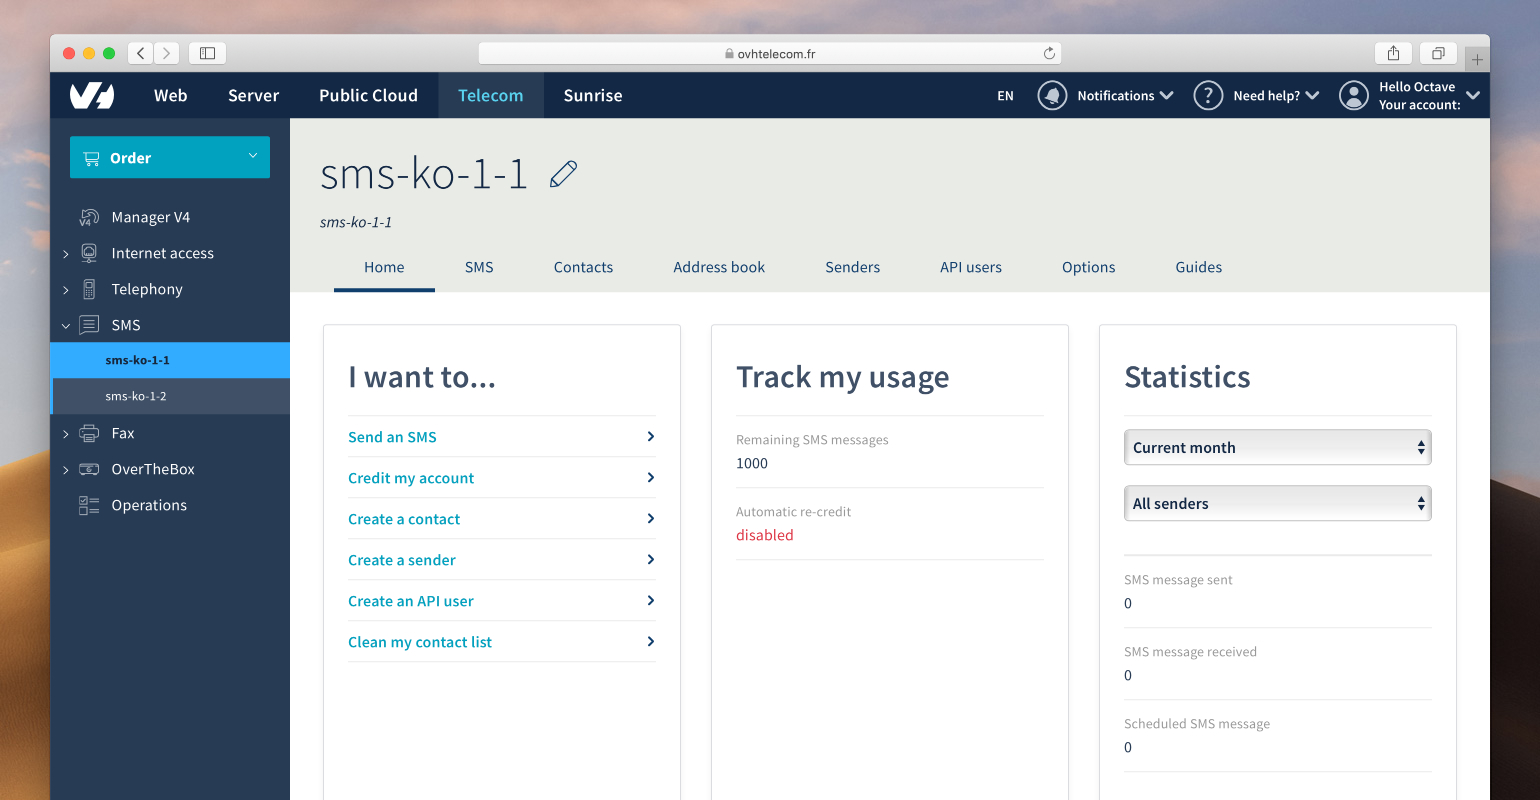 ovhtelecom.fr
Web Server Public Cloud Telecom Sunrise EN Notifications ? Need help? Hello Octave
Your account:
Order
V4 Manager V4
Internet access
Telephony
SMS
sms-ko-1-1
sms-ko-1-2
Fax
OverTheBox
Operations
sms-ko-1-1
sms-ko-1-1
Home SMS Contacts Address book Senders API users Options Guides
I want to...
Send an SMS
Credit my account
Create a contact
Create a sender
Create an API user
Clean my contact list
Track my usage
Remaining SMS messages
1000
Automatic re-credit
disabled
Statistics
Current month
All senders
SMS message sent
0
SMS message received
0
Scheduled SMS message
0